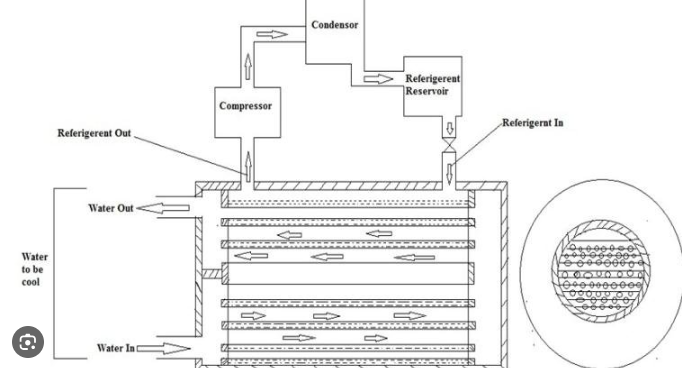 Condensor
Referigerent
Reservoir
Compressor
Referigerent Out
Referigernt In
Water Out
Water
to be
cool
Water In